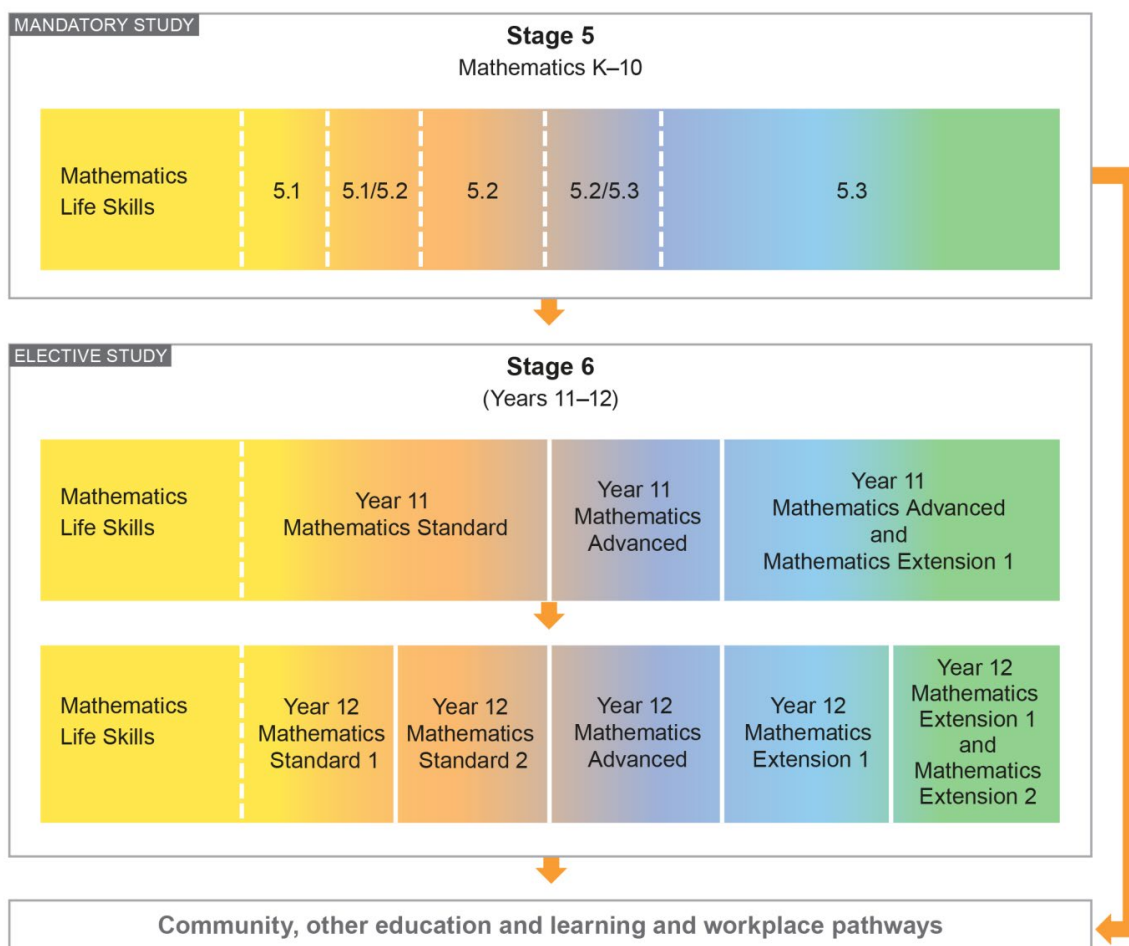 MANDATORY STUDY
Stage 5
Mathematics K–10
Mathematics
Life Skills
5.1
5.1/5.2
5.2
5.2/5.3
5.3
ELECTIVE STUDY
Stage 6
(Years 11–12)
Mathematics
Life Skills
Year 11
Mathematics Standard
Year 11
Mathematics
Advanced
Year 11
Mathematics Advanced
and
Mathematics Extension 1
Mathematics
Life Skills
Year 12
Mathematics
Standard 1
Year 12
Mathematics
Standard 2
Year 12
Mathematics
Advanced
Year 12
Mathematics
Extension 1
Year 12
Mathematics
Extension 1
and
Mathematics
Extension 2
Community, other education and learning and workplace pathways